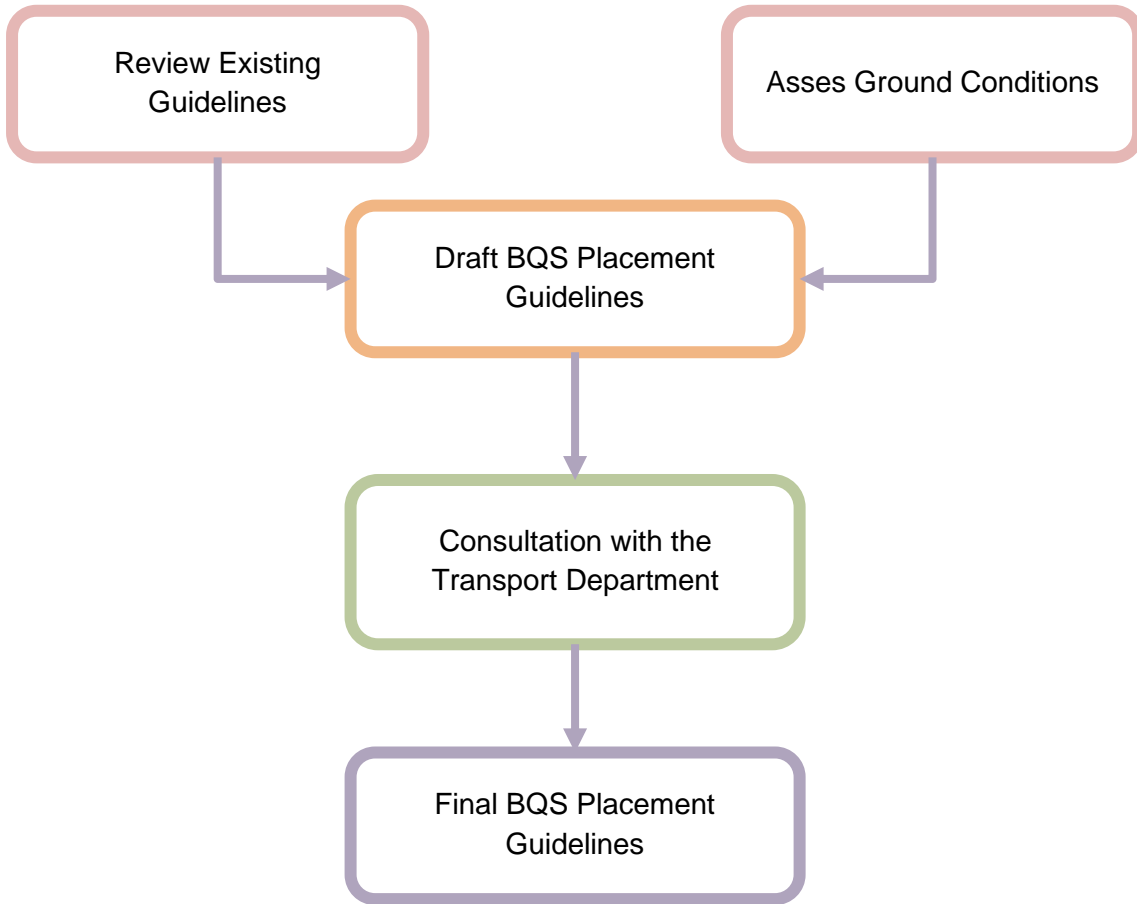 Review Existing
Guidelines
Asses Ground Conditions
Draft BQS Placement
Guidelines
Consultation with the
Transport Department
Final BQS Placement
Guidelines